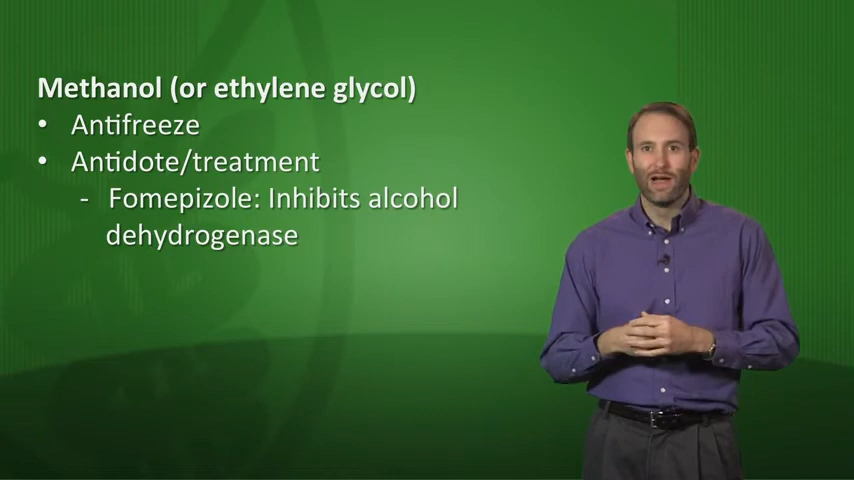 Methanol (or ethylene glycol)
• Antifreeze
• Antidote/treatment
- Fomepizole: Inhibits alcohol
dehydrogenase